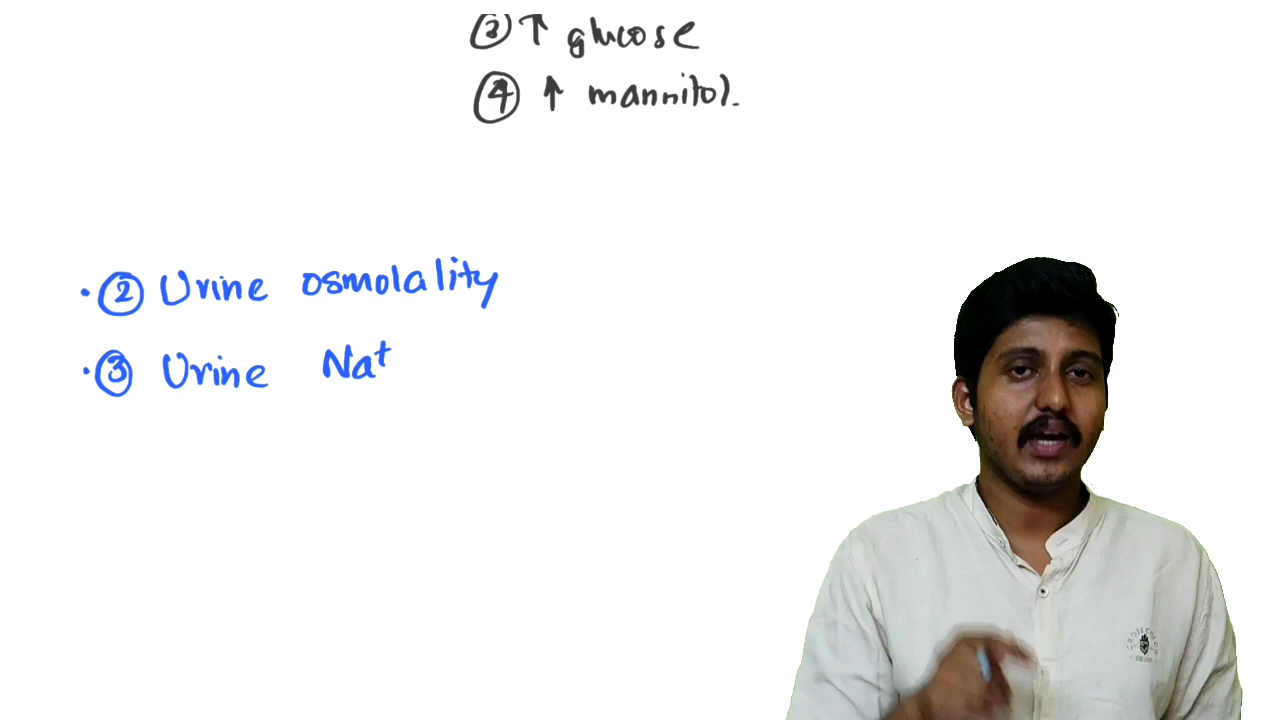 ③ ↑ glucose
④ ↑ mannitol.
· ② Urine osmolality
· ③ Urine Na⁺